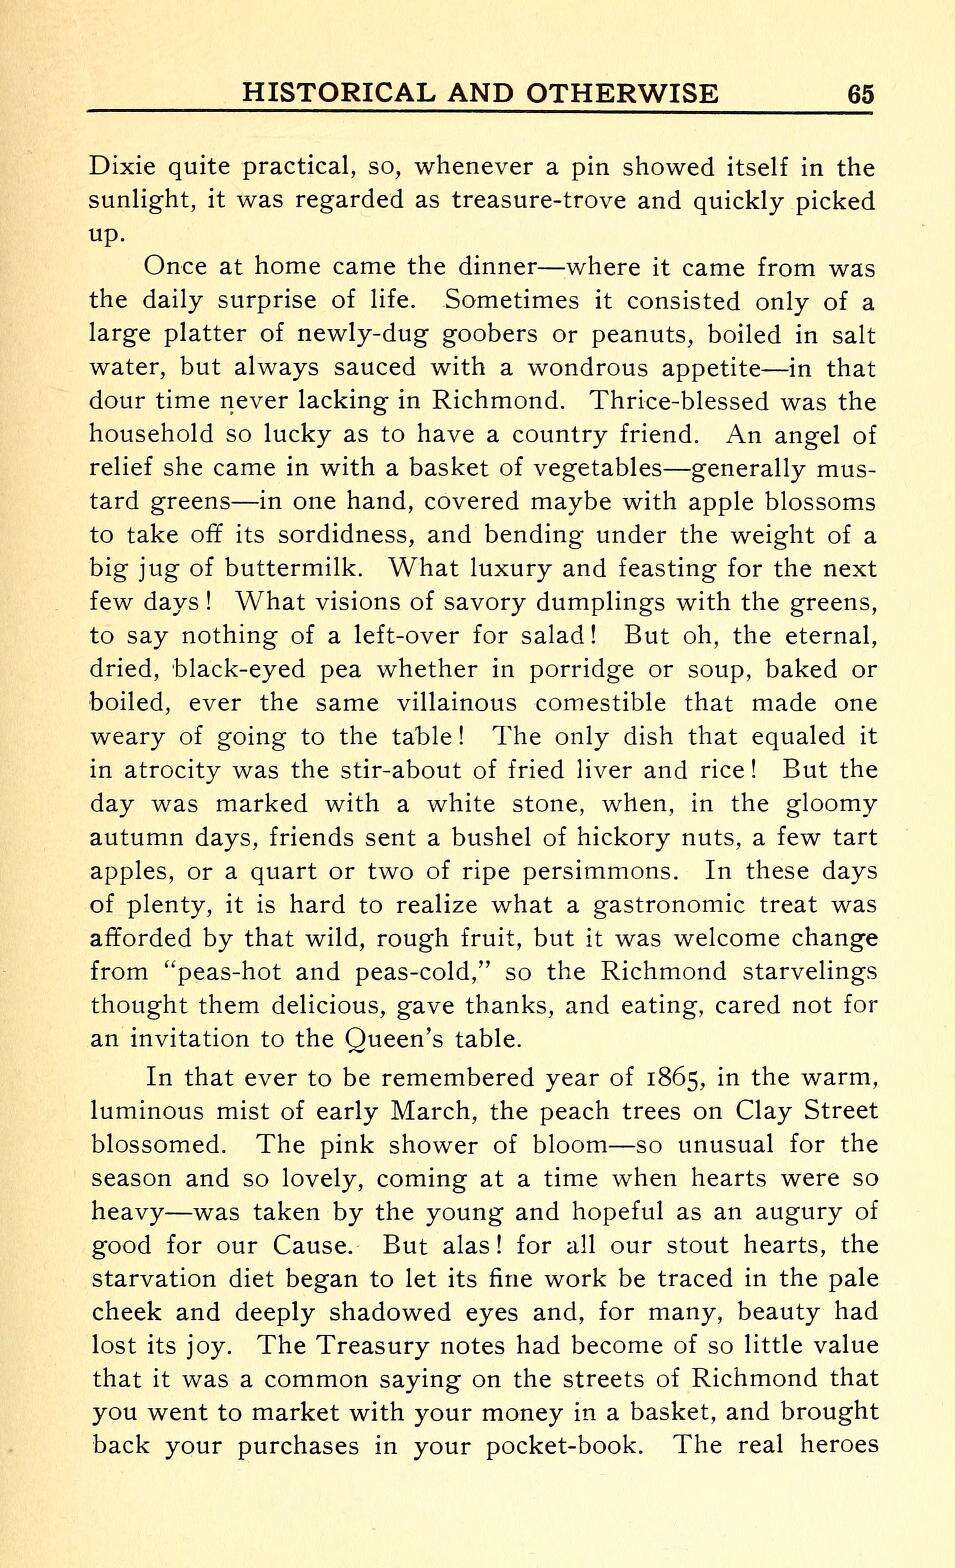 HISTORICAL AND OTHERWISE 65
Dixie quite practical, so, whenever a pin showed itself in the
sunlight, it was regarded as treasure-trove and quickly picked
up.
Once at home came the dinner—where it came from was
the daily surprise of life. Sometimes it consisted only of a
large platter of newly-dug goobers or peanuts, boiled in salt
water, but always sauced with a wondrous appetite—in that
dour time never lacking in Richmond. Thrice-blessed was the
household so lucky as to have a country friend. An angel of
relief she came in with a basket of vegetables—generally mus-
tard greens—in one hand, covered maybe with apple blossoms
to take off its sordidness, and bending under the weight of a
big jug of buttermilk. What luxury and feasting for the next
few days! What visions of savory dumplings with the greens,
to say nothing of a left-over for salad! But oh, the eternal,
dried, black-eyed pea whether in porridge or soup, baked or
boiled, ever the same villainous comestible that made one
weary of going to the table! The only dish that equaled it
in atrocity was the stir-about of fried liver and rice! But the
day was marked with a white stone, when, in the gloomy
autumn days, friends sent a bushel of hickory nuts, a few tart
apples, or a quart or two of ripe persimmons. In these days
of plenty, it is hard to realize what a gastronomic treat was
afforded by that wild, rough fruit, but it was welcome change
from “peas-hot and peas-cold,” so the Richmond starvelings
thought them delicious, gave thanks, and eating, cared not for
an invitation to the Queen’s table.
In that ever to be remembered year of 1865, in the warm,
luminous mist of early March, the peach trees on Clay Street
blossomed. The pink shower of bloom—so unusual for the
season and so lovely, coming at a time when hearts were so
heavy—was taken by the young and hopeful as an augury of
good for our Cause. But alas! for all our stout hearts, the
starvation diet began to let its fine work be traced in the pale
cheek and deeply shadowed eyes and, for many, beauty had
lost its joy. The Treasury notes had become of so little value
that it was a common saying on the streets of Richmond that
you went to market with your money in a basket, and brought
back your purchases in your pocket-book. The real heroes